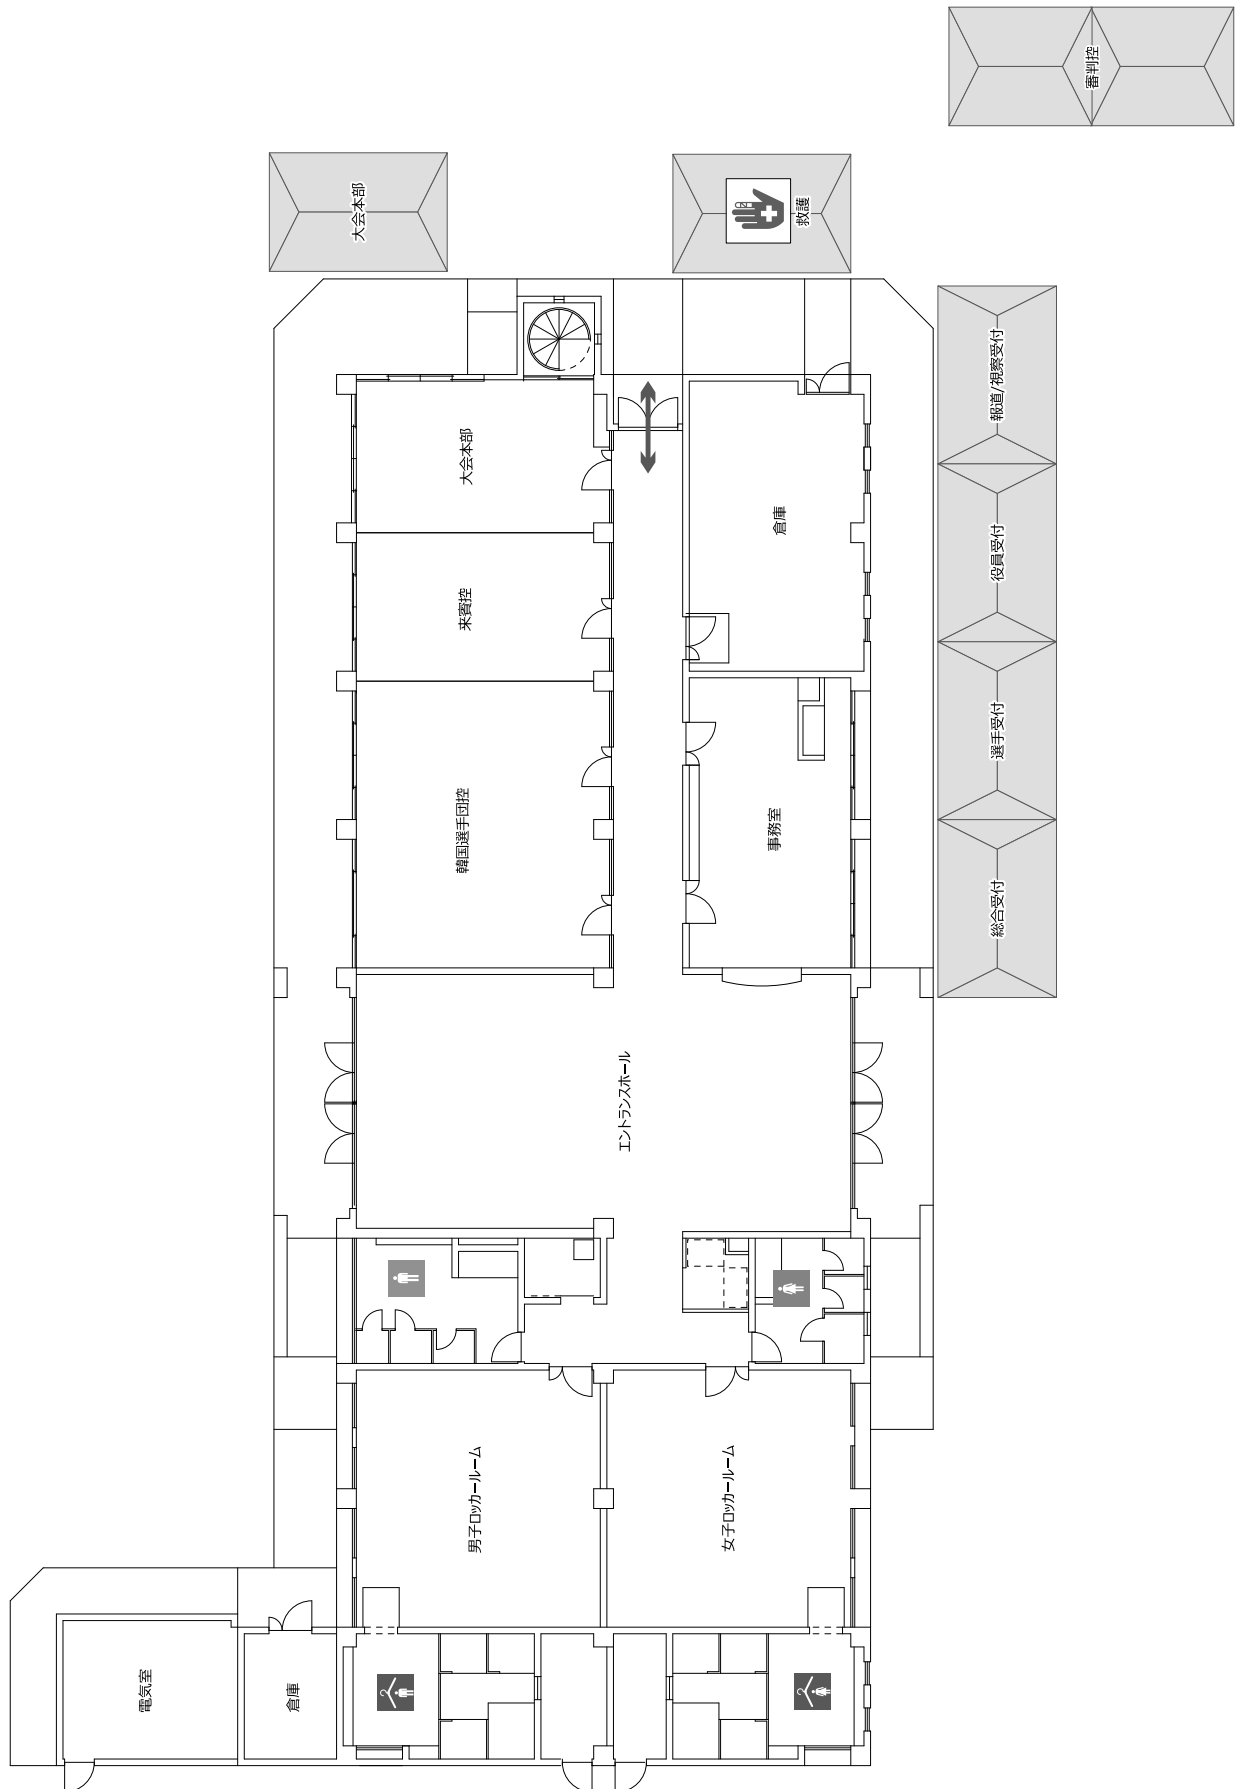 審判控
大会本部
救護
報道/視察受付
大会本部
倉庫
役員受付
来賓控
選手受付
韓国選手団控
事務室
総合受付
エントランスホール
男子ロッカールーム
女子ロッカールーム
電気室
倉庫